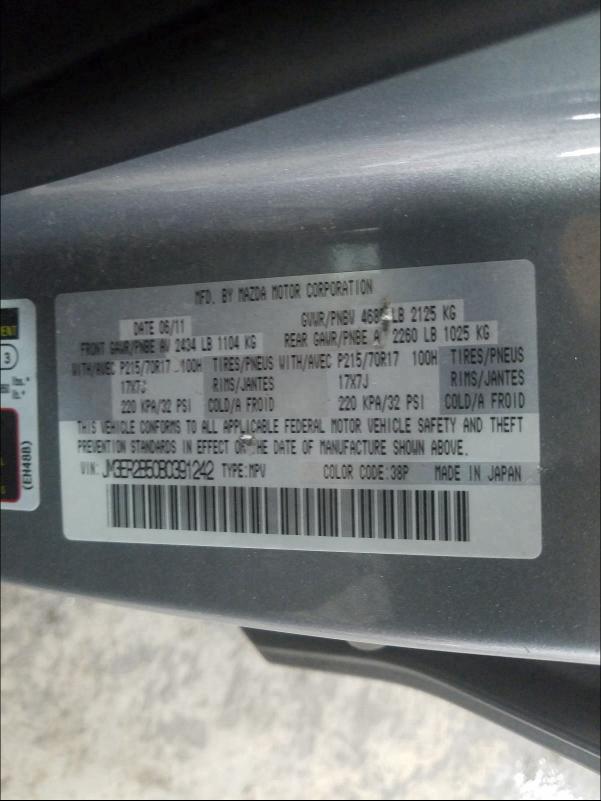 MFD. BY MAZDA MOTOR CORPORATION
DATE 06/11
GVWR/PNBV LB 2125 KG
FRONT GAWR/PNBE AV 2434 LB 1104 KG
REAR GAWR/PNBE A 2260 LB 1025 KG
WITH/AVEC P215/70R17 100H TIRES/PNEUS WITH/AVEC P215/70R17 100H TIRES/PNEUS
17X7J RIMS/JANTES 17X7J RIMS/JANTES
220 KPA/32 PSI COLD/A FROID 220 KPA/32 PSI COLD/A FROID
THIS VEHICLE CONFORMS TO ALL APPLICABLE FEDERAL MOTOR VEHICLE SAFETY AND THEFT
PREVENTION STANDARDS IN EFFECT ON THE DATE OF MANUFACTURE SHOWN ABOVE.
VIN: JM3ER2B50B0391242 TYPE:MPV COLOR CODE:38P MADE IN JAPAN
3
(EN48B)